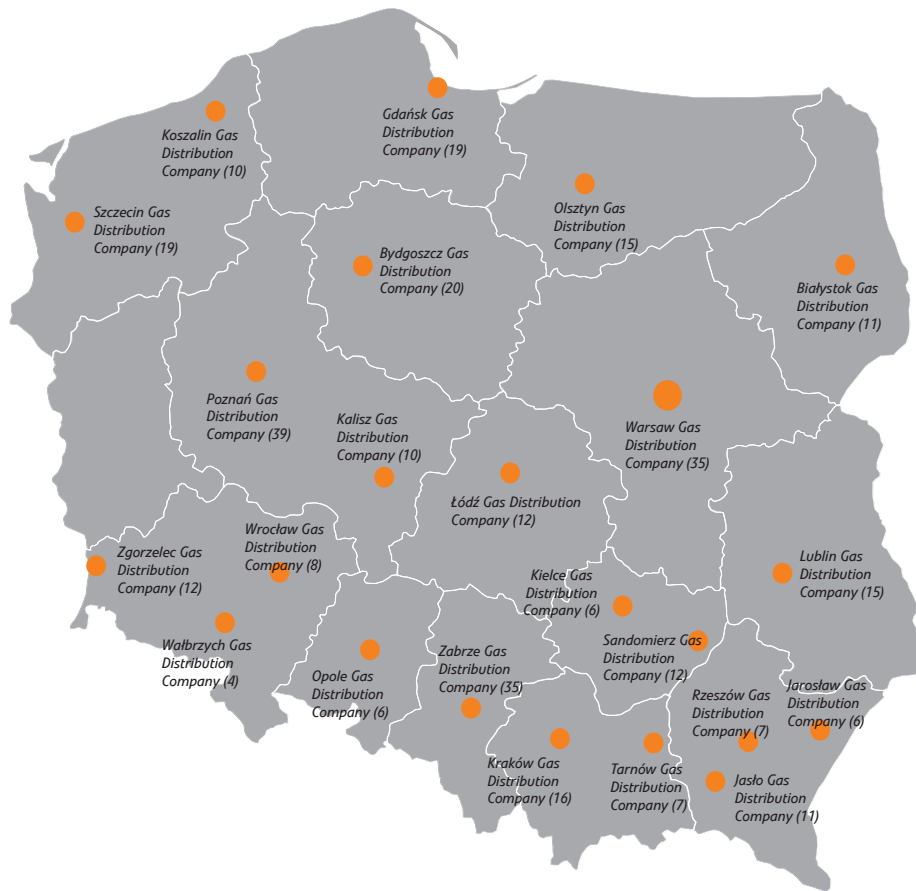 Gdańsk Gas
Distribution
Company (19)
Koszalin Gas
Distribution
Company (10)
Olsztyn Gas
Distribution
Company (15)
Szczecin Gas
Distribution
Company (19)
Bydgoszcz Gas
Distribution
Company (20)
Białystok Gas
Distribution
Company (11)
Poznań Gas
Distribution
Company (39)
Kalisz Gas
Distribution
Company (10)
Warsaw Gas
Distribution
Company (35)
Łódź Gas Distribution
Company (12)
Zgorzelec Gas
Distribution
Company (12)
Wrocław Gas
Distribution
Company (8)
Lublin Gas
Distribution
Company (15)
Kielce Gas
Distribution
Company (6)
Wałbrzych Gas
Distribution
Company (4)
Opole Gas
Distribution
Company (6)
Zabrze Gas
Distribution
Company (35)
Sandomierz Gas
Distribution
Company (12)
Rzeszów Gas
Distribution
Company (7)
Jarosław Gas
Distribution
Company (6)
Kraków Gas
Distribution
Company (16)
Tarnów Gas
Distribution
Company (7)
Jasło Gas
Distribution
Company (11)